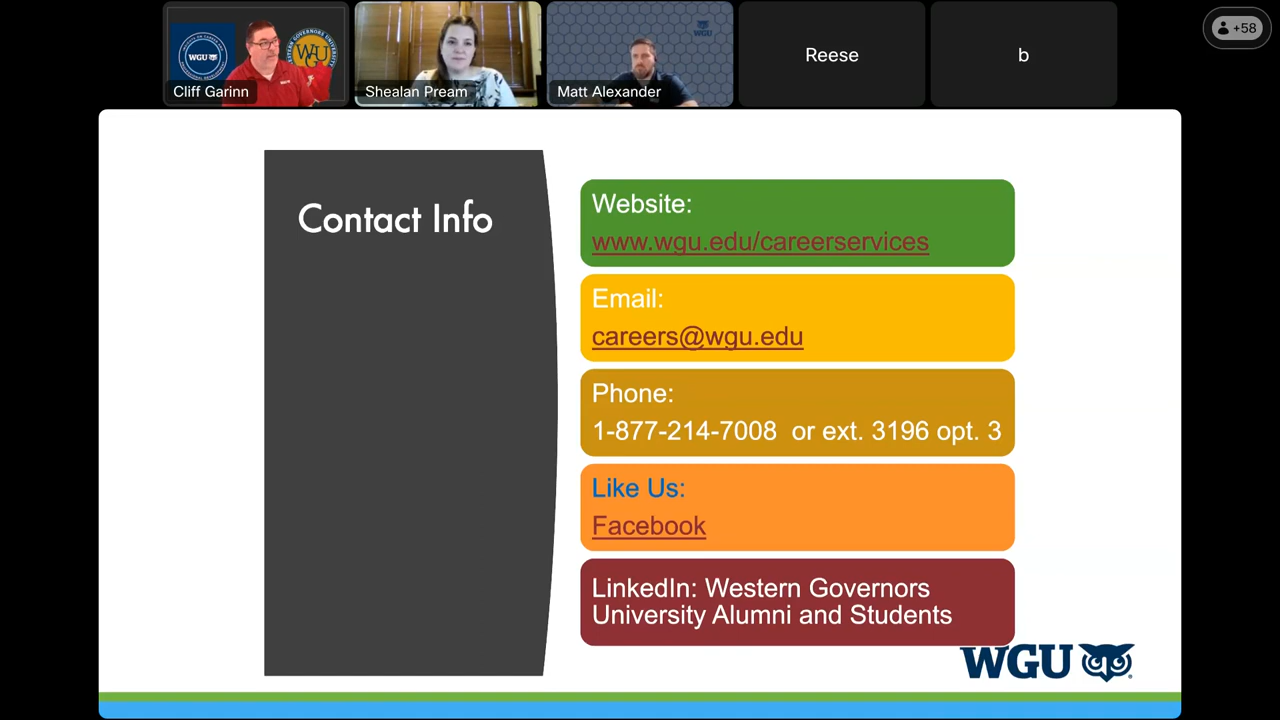 +58
WGU
WGU
Reese
b
Cliff Garinn
Shealan Pream
Matt Alexander
Contact Info
Website:
www.wgu.edu/careerservices
Email:
careers@wgu.edu
Phone:
1-877-214-7008 or ext. 3196 opt. 3
Like Us:
Facebook
LinkedIn: Western Governors
University Alumni and Students
WGU